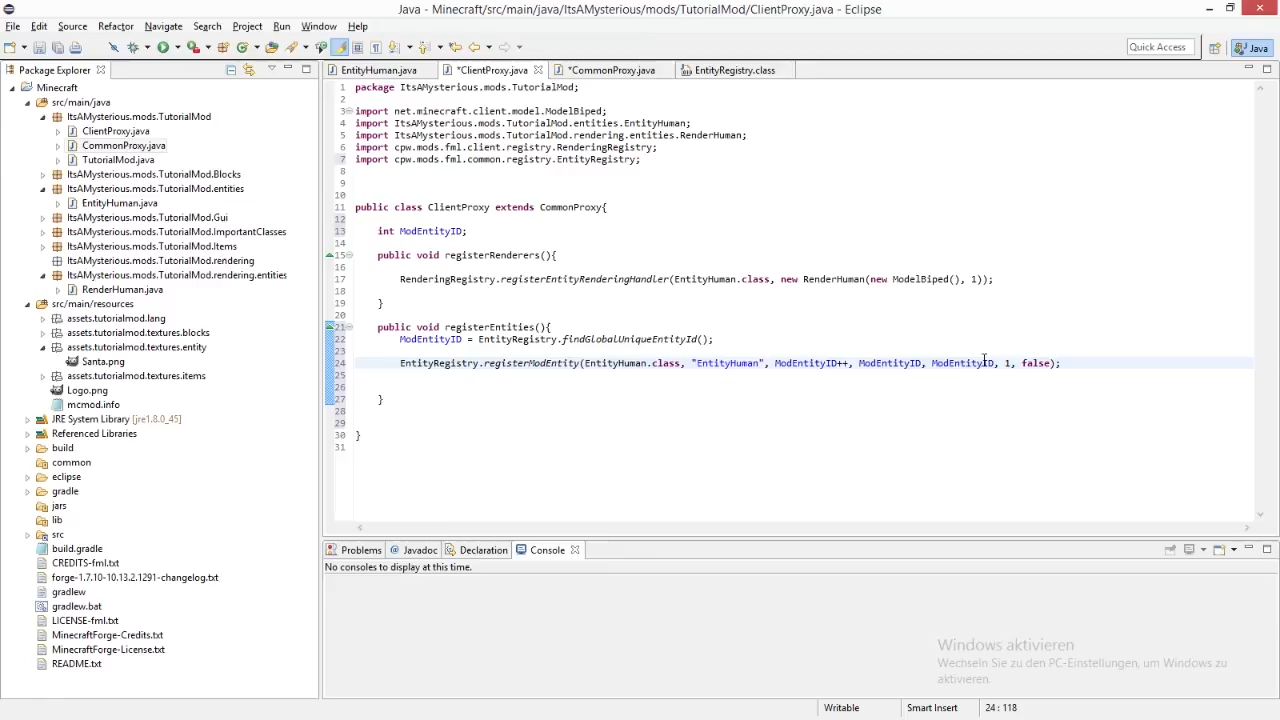 Java - Minecraft/src/main/java/ItsAMysterious/mods/TutorialMod/ClientProxy.java - Eclipse
File Edit Source Refactor Navigate Search Project Run Window Help
Quick Access
Java
Package Explorer
Minecraft
src/main/java
ItsAMysterious.mods.TutorialMod
ClientProxy.java
CommonProxy.java
TutorialMod.java
ItsAMysterious.mods.TutorialMod.Blocks
ItsAMysterious.mods.TutorialMod.entities
EntityHuman.java
ItsAMysterious.mods.TutorialMod.Gui
ItsAMysterious.mods.TutorialMod.ImportantClasses
ItsAMysterious.mods.TutorialMod.Items
ItsAMysterious.mods.TutorialMod.rendering
ItsAMysterious.mods.TutorialMod.rendering.entities
RenderHuman.java
src/main/resources
assets.tutorialmod.lang
assets.tutorialmod.textures.blocks
assets.tutorialmod.textures.entity
Santa.png
assets.tutorialmod.textures.items
Logo.png
mcmod.info
JRE System Library [jre1.8.0_45]
Referenced Libraries
build
common
eclipse
gradle
jars
lib
src
build.gradle
CREDITS-fml.txt
forge-1.7.10-10.13.2.1291-changelog.txt
gradlew
gradlew.bat
LICENSE-fml.txt
MinecraftForge-Credits.txt
MinecraftForge-License.txt
README.txt
EntityHuman.java *ClientProxy.java *CommonProxy.java EntityRegistry.class
1 package ItsAMysterious.mods.TutorialMod;
2
3 import net.minecraft.client.model.ModelBiped;
4 import ItsAMysterious.mods.TutorialMod.entities.EntityHuman;
5 import ItsAMysterious.mods.TutorialMod.rendering.entities.RenderHuman;
6 import cpw.mods.fml.client.registry.RenderingRegistry;
7 import cpw.mods.fml.common.registry.EntityRegistry;
8
9
10
11 public class ClientProxy extends CommonProxy{
12
13 int ModEntityID;
14
15 public void registerRenderers(){
16
17 RenderingRegistry.registerEntityRenderingHandler(EntityHuman.class, new RenderHuman(new ModelBiped(), 1));
18
19 }
20
21 public void registerEntities(){
22 ModEntityID = EntityRegistry.findGlobalUniqueEntityId();
23
24 EntityRegistry.registerModEntity(EntityHuman.class, "EntityHuman", ModEntityID++, ModEntityID, ModEntityID, 1, false);
25
26
27 }
28
29
30 }
31
Problems @ Javadoc Declaration Console
No consoles to display at this time.
Windows aktivieren
Wechseln Sie zu den PC-Einstellungen, um Windows zu
aktivieren.
Writable Smart Insert 24 : 118